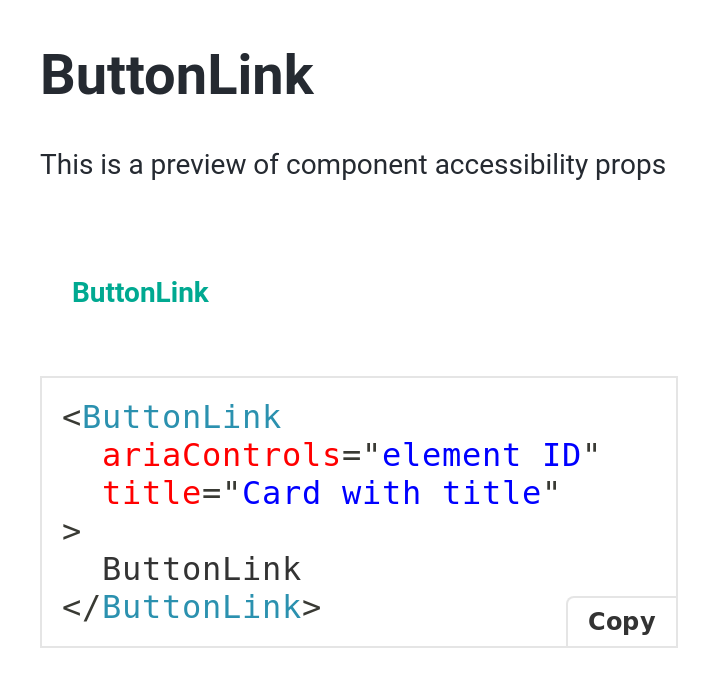 ButtonLink
This is a preview of component accessibility props
ButtonLink
<ButtonLink
  ariaControls="element ID"
  title="Card with title"
>
  ButtonLink
</ButtonLink>
Copy